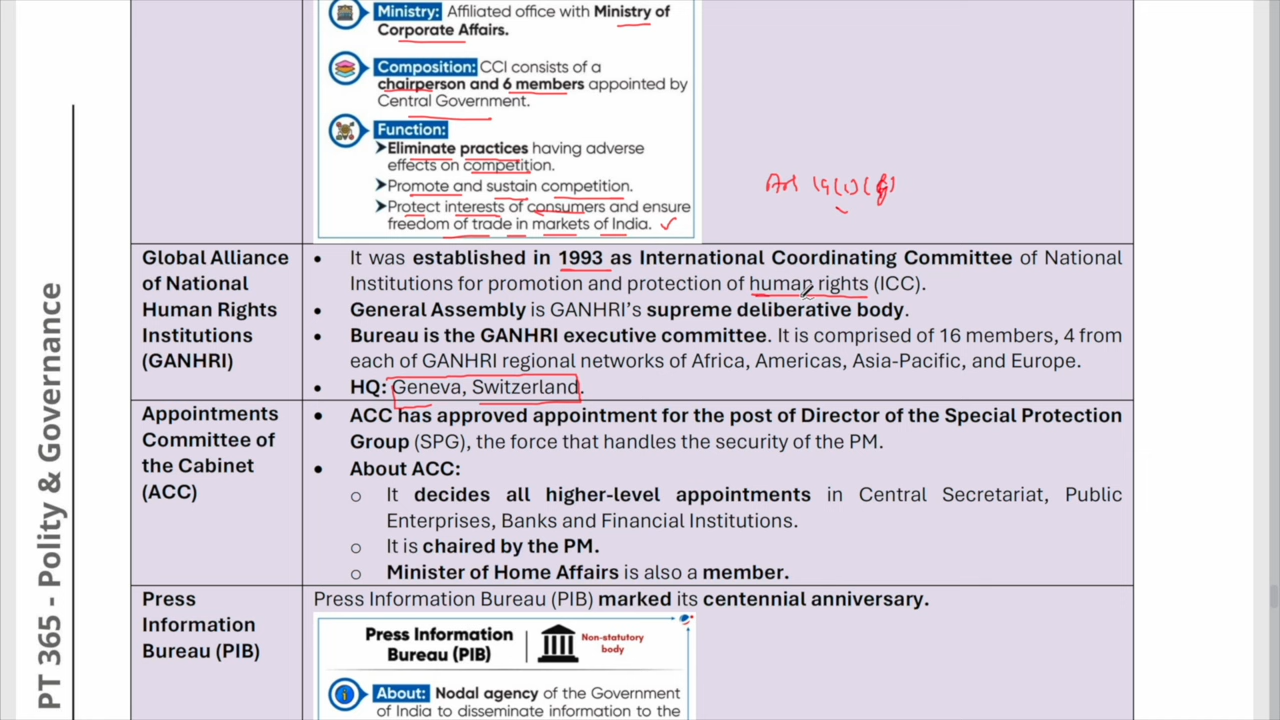 Ministry: Affiliated office with Ministry of
Corporate Affairs.
Composition: CCI consists of a
chairperson and 6 members appointed by
Central Government.
Function:
➤Eliminate practices having adverse
effects on competition.
➤Promote and sustain competition.
➤Protect interests of consumers and ensure
freedom of trade in markets of India.
Global Alliance
of National
Human Rights
Institutions
(GANHRI)
• It was established in 1993 as International Coordinating Committee of National
Institutions for promotion and protection of human rights (ICC).
• General Assembly is GANHRI's supreme deliberative body.
• Bureau is the GANHRI executive committee. It is comprised of 16 members, 4 from
each of GANHRI regional networks of Africa, Americas, Asia-Pacific, and Europe.
• HQ: Geneva, Switzerland.
Appointments
Committee of
the Cabinet
(ACC)
• ACC has approved appointment for the post of Director of the Special Protection
Group (SPG), the force that handles the security of the PM.
• About ACC:
o It decides all higher-level appointments in Central Secretariat, Public
Enterprises, Banks and Financial Institutions.
o It is chaired by the PM.
o Minister of Home Affairs is also a member.
Press
Information
Bureau (PIB)
Press Information Bureau (PIB) marked its centennial anniversary.
Press Information
Bureau (PIB)
Non-statutory
body
About: Nodal agency of the Government
of India to disseminate information to the
PT 365 - Polity & Governance